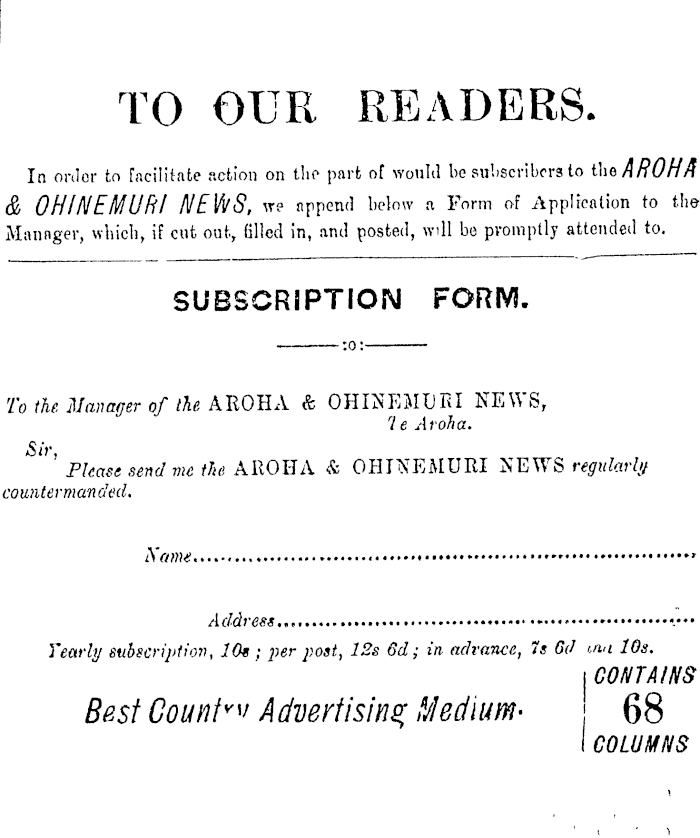 TO OUR READERS.
In order to facilitate action on the part of would be subscribers to the AROHA
& OHINEMURI NEWS, we append below a Form of Application to the
Manager, which, if cut out, filled in, and posted, will be promptly attended to.
SUBSCRIPTION FORM.
:o:
To the Manager of the AROHA & OHINEMURI NEWS,
Te Aroha.
Sir,
Please send me the AROHA & OHINEMURI NEWS regularly
countermanded.
Name
Address
Yearly subscription, 10s; per post, 12s 6d; in advance, 7s 6d and 10s.
Best Country Advertising Medium.
CONTAINS
68
COLUMNS